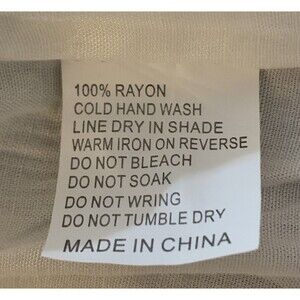 100% RAYON
COLD HAND WASH
LINE DRY IN SHADE
WARM IRON ON REVERSE
DO NOT BLEACH
DO NOT SOAK
DO NOT WRING
DO NOT TUMBLE DRY
MADE IN CHINA